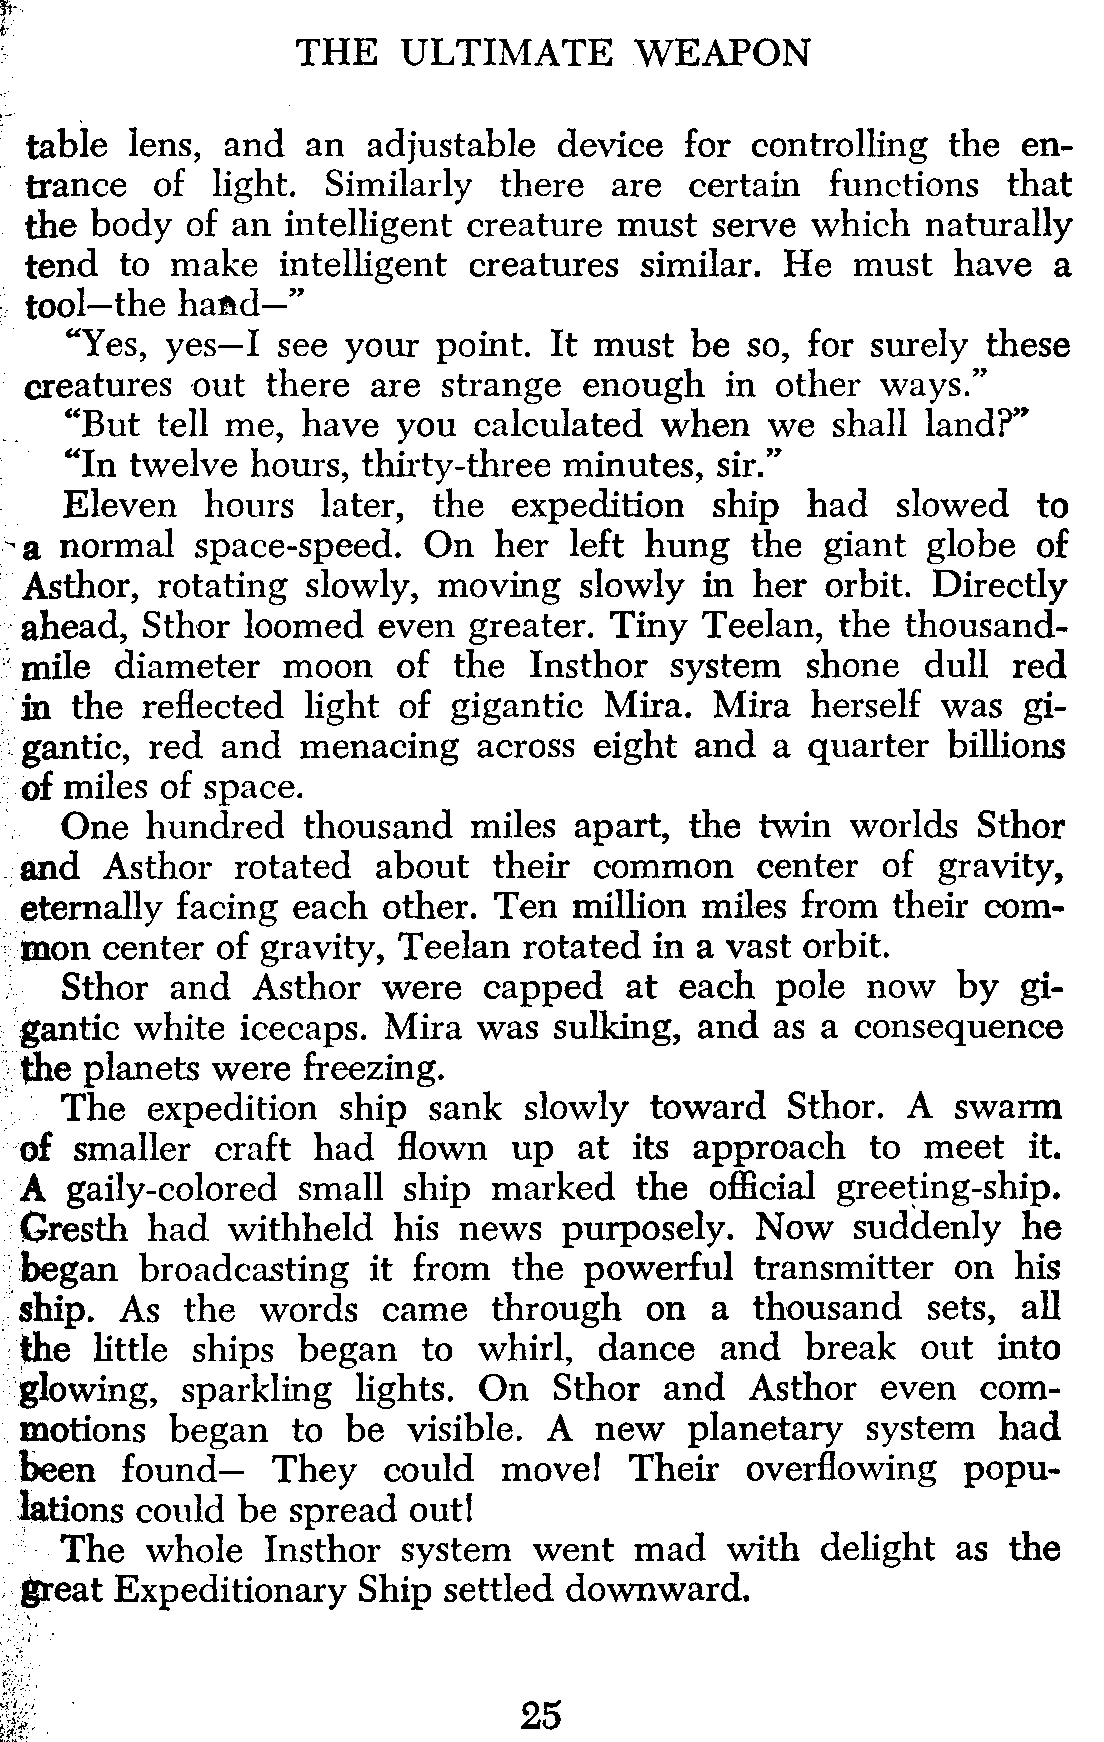 THE ULTIMATE WEAPON
table lens, and an adjustable device for controlling the en-
trance of light. Similarly there are certain functions that
the body of an intelligent creature must serve which naturally
tend to make intelligent creatures similar. He must have a
tool—the hand—”
“Yes, yes—I see your point. It must be so, for surely these
creatures out there are strange enough in other ways.”
“But tell me, have you calculated when we shall land?”
“In twelve hours, thirty-three minutes, sir.”
Eleven hours later, the expedition ship had slowed to
a normal space-speed. On her left hung the giant globe of
Asthor, rotating slowly, moving slowly in her orbit. Directly
ahead, Sthor loomed even greater. Tiny Teelan, the thousand-
mile diameter moon of the Insthor system shone dull red
in the reflected light of gigantic Mira. Mira herself was gi-
gantic, red and menacing across eight and a quarter billions
of miles of space.
One hundred thousand miles apart, the twin worlds Sthor
and Asthor rotated about their common center of gravity,
eternally facing each other. Ten million miles from their com-
mon center of gravity, Teelan rotated in a vast orbit.
Sthor and Asthor were capped at each pole now by gi-
gantic white icecaps. Mira was sulking, and as a consequence
the planets were freezing.
The expedition ship sank slowly toward Sthor. A swarm
of smaller craft had flown up at its approach to meet it.
A gaily-colored small ship marked the official greeting-ship.
Gresth had withheld his news purposely. Now suddenly he
began broadcasting it from the powerful transmitter on his
ship. As the words came through on a thousand sets, all
the little ships began to whirl, dance and break out into
glowing, sparkling lights. On Sthor and Asthor even com-
motions began to be visible. A new planetary system had
been found— They could move! Their overflowing popu-
lations could be spread out!
The whole Insthor system went mad with delight as the
great Expeditionary Ship settled downward.
25